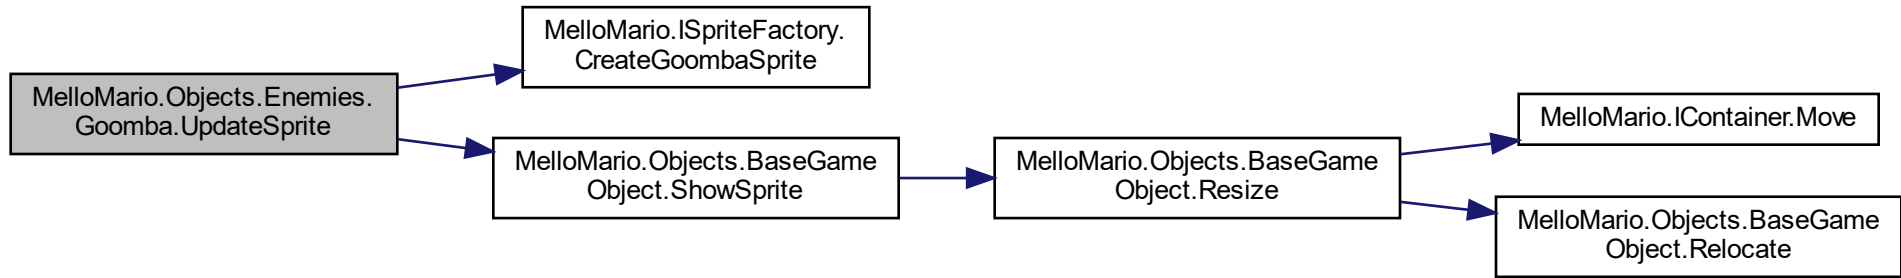 MelloMario.Objects.Enemies.
Goomba.UpdateSprite
MelloMario.ISpriteFactory.
CreateGoombaSprite
MelloMario.Objects.BaseGame
Object.ShowSprite
MelloMario.Objects.BaseGame
Object.Resize
MelloMario.IContainer.Move
MelloMario.Objects.BaseGame
Object.Relocate